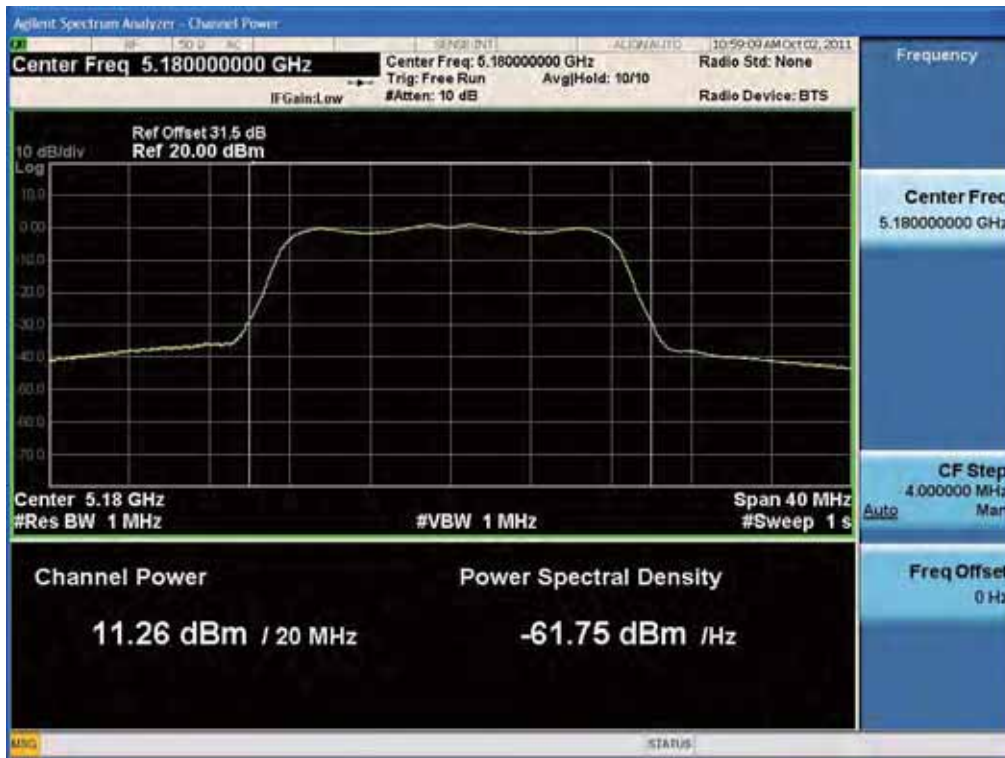 Agilent Spectrum Analyzer - Channel Power
RF 50 Ω AC SENSE:INT ALIGN AUTO 10:59:09 AM Oct 02, 2011
Center Freq 5.180000000 GHz
Center Freq: 5.180000000 GHz
Radio Std: None
Trig: Free Run Avg|Hold: 10/10
IFGain:Low
#Atten: 10 dB
Radio Device: BTS
Frequency
Ref Offset 31.5 dB
10 dB/div Ref 20.00 dBm
Log
10.0
0.00
-10.0
-20.0
-30.0
-40.0
-60.0
-60.0
-70.0
Center 5.18 GHz
Span 40 MHz
#Res BW 1 MHz
#VBW 1 MHz
#Sweep 1 s
Channel Power
Power Spectral Density
11.26 dBm / 20 MHz
-61.75 dBm /Hz
Center Freq
5.180000000 GHz
CF Step
4.000000 MHz
Auto Man
Freq Offset
0 Hz
MSG
STATUS